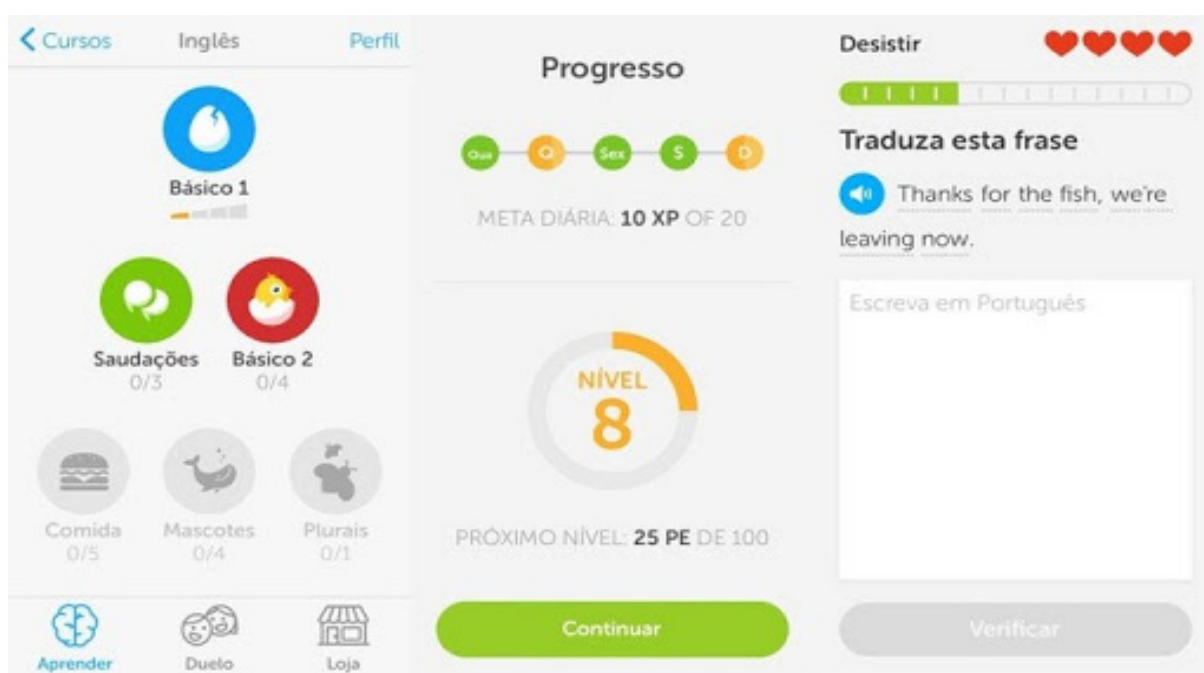 Cursos Inglês Perfil
Básico 1
Saudações Básico 2
0/3 0/4
Comida Mascotes Plurais
0/5 0/4 0/1
Aprender Duelo Loja
Progresso
Qua Q Sex S D
META DIÁRIA: 10 XP OF 20
NÍVEL
8
PRÓXIMO NÍVEL: 25 PE DE 100
Continuar
Desistir
Traduza esta frase
Thanks for the fish, we're
leaving now.
Escreva em Português
Verificar